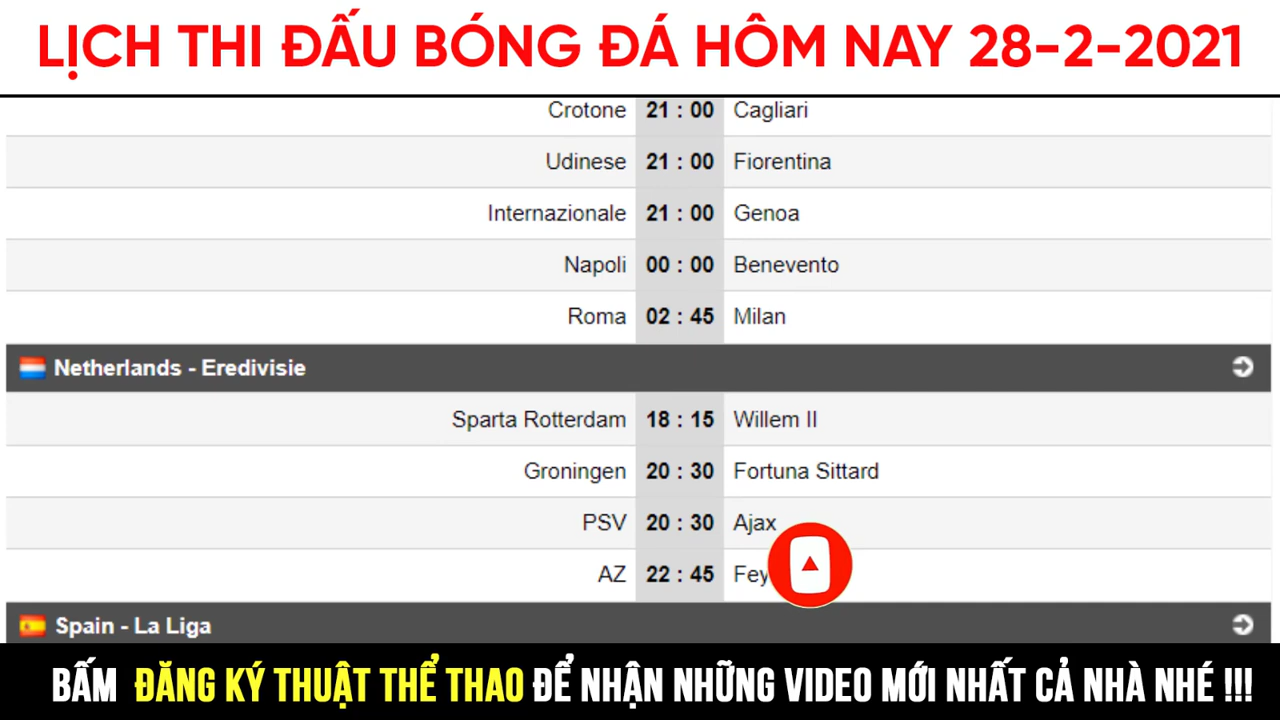 LỊCH THI ĐẤU BÓNG ĐÁ HÔM NAY 28-2-2021
Crotone 21 : 00 Cagliari
Udinese 21 : 00 Fiorentina
Internazionale 21 : 00 Genoa
Napoli 00 : 00 Benevento
Roma 02 : 45 Milan
Netherlands - Eredivisie
Sparta Rotterdam 18 : 15 Willem II
Groningen 20 : 30 Fortuna Sittard
PSV 20 : 30 Ajax
AZ 22 : 45
Spain - La Liga
BẤM ĐĂNG KÝ THUẬT THỂ THAO ĐỂ NHẬN NHỮNG VIDEO MỚI NHẤT CẢ NHÀ NHÉ !!!